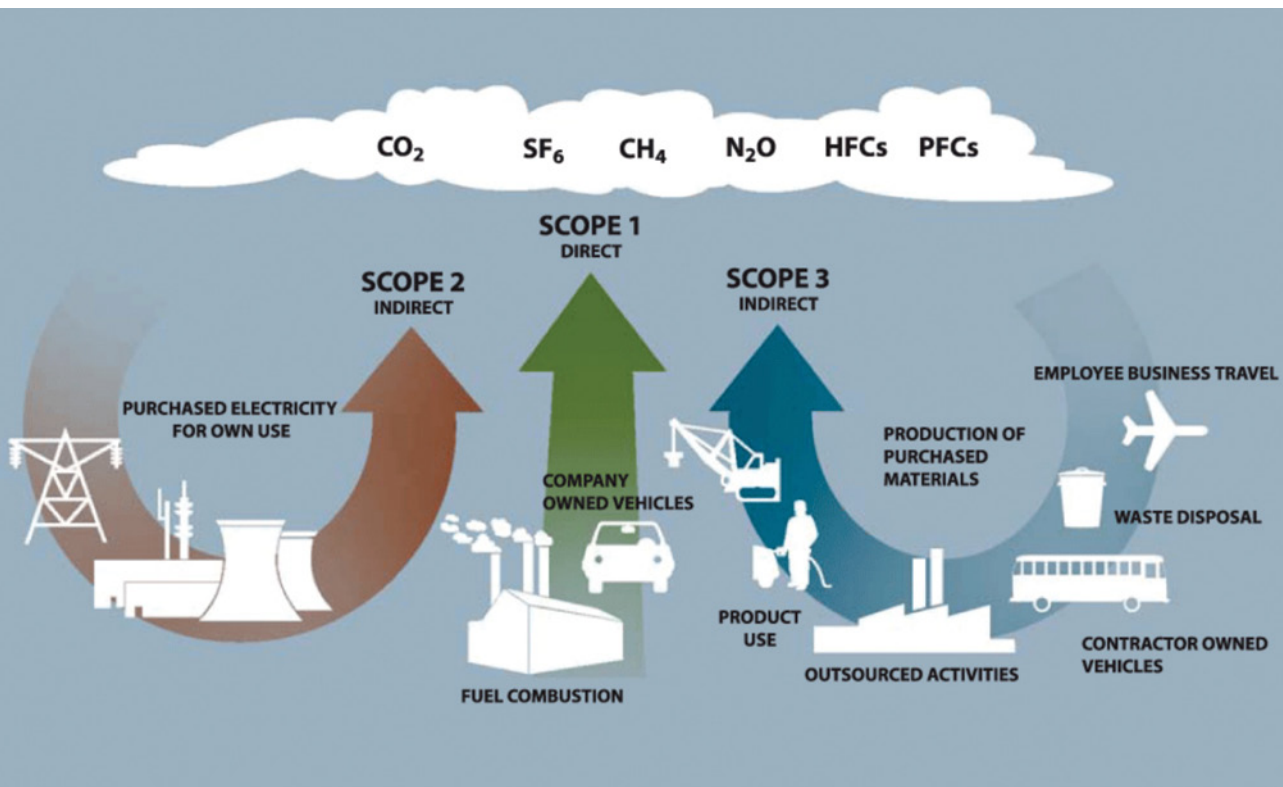 CO₂ SF₆ CH₄ N₂O HFCs PFCs
SCOPE 1
DIRECT
SCOPE 2
INDIRECT
SCOPE 3
INDIRECT
PURCHASED ELECTRICITY
FOR OWN USE
COMPANY
OWNED VEHICLES
FUEL COMBUSTION
EMPLOYEE BUSINESS TRAVEL
PRODUCTION OF
PURCHASED
MATERIALS
WASTE DISPOSAL
PRODUCT
USE
OUTSOURCED ACTIVITIES
CONTRACTOR OWNED
VEHICLES